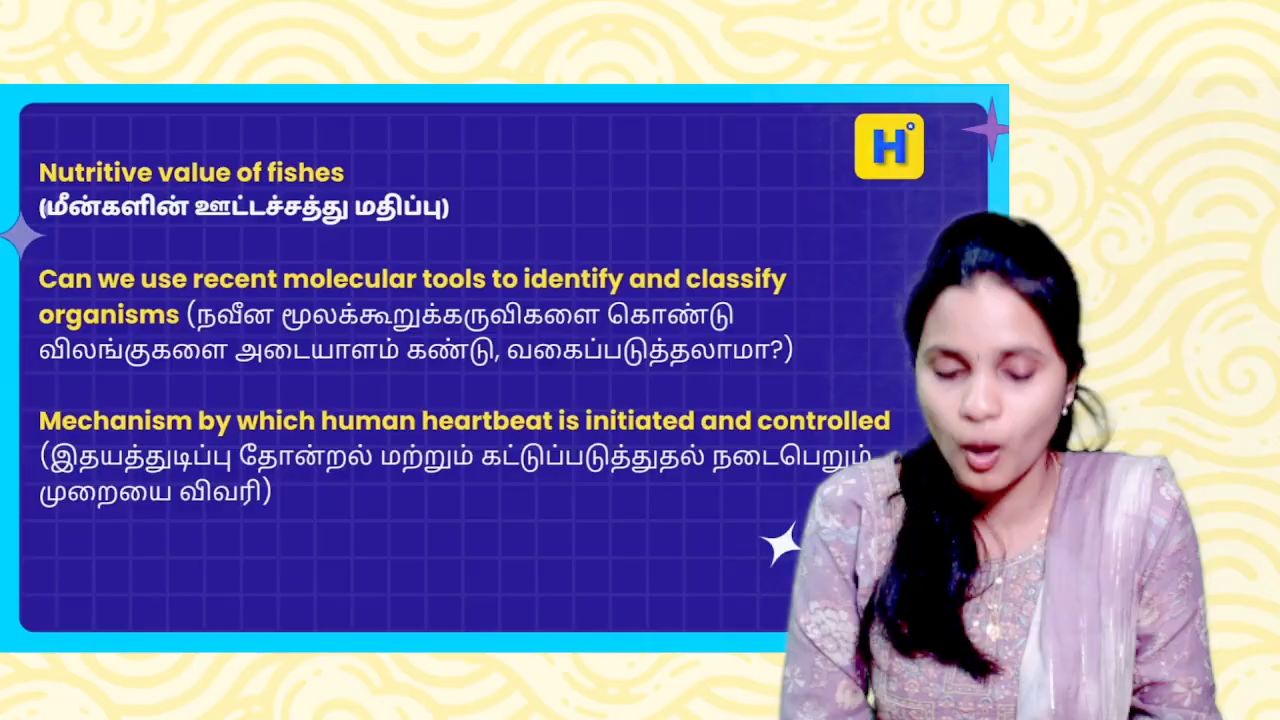 H
Nutritive value of fishes
(மீன்களின் ஊட்டச்சத்து மதிப்பு)
Can we use recent molecular tools to identify and classify
organisms (நவீன மூலக்கூறுக்கருவிகளை கொண்டு
விலங்குகளை அடையாளம் கண்டு, வகைப்படுத்தலாமா?)
Mechanism by which human heartbeat is initiated and controlled
(இதயத்துடிப்பு தோன்றல் மற்றும் கட்டுப்படுத்துதல் நடைபெறும்
முறையை விவரி)